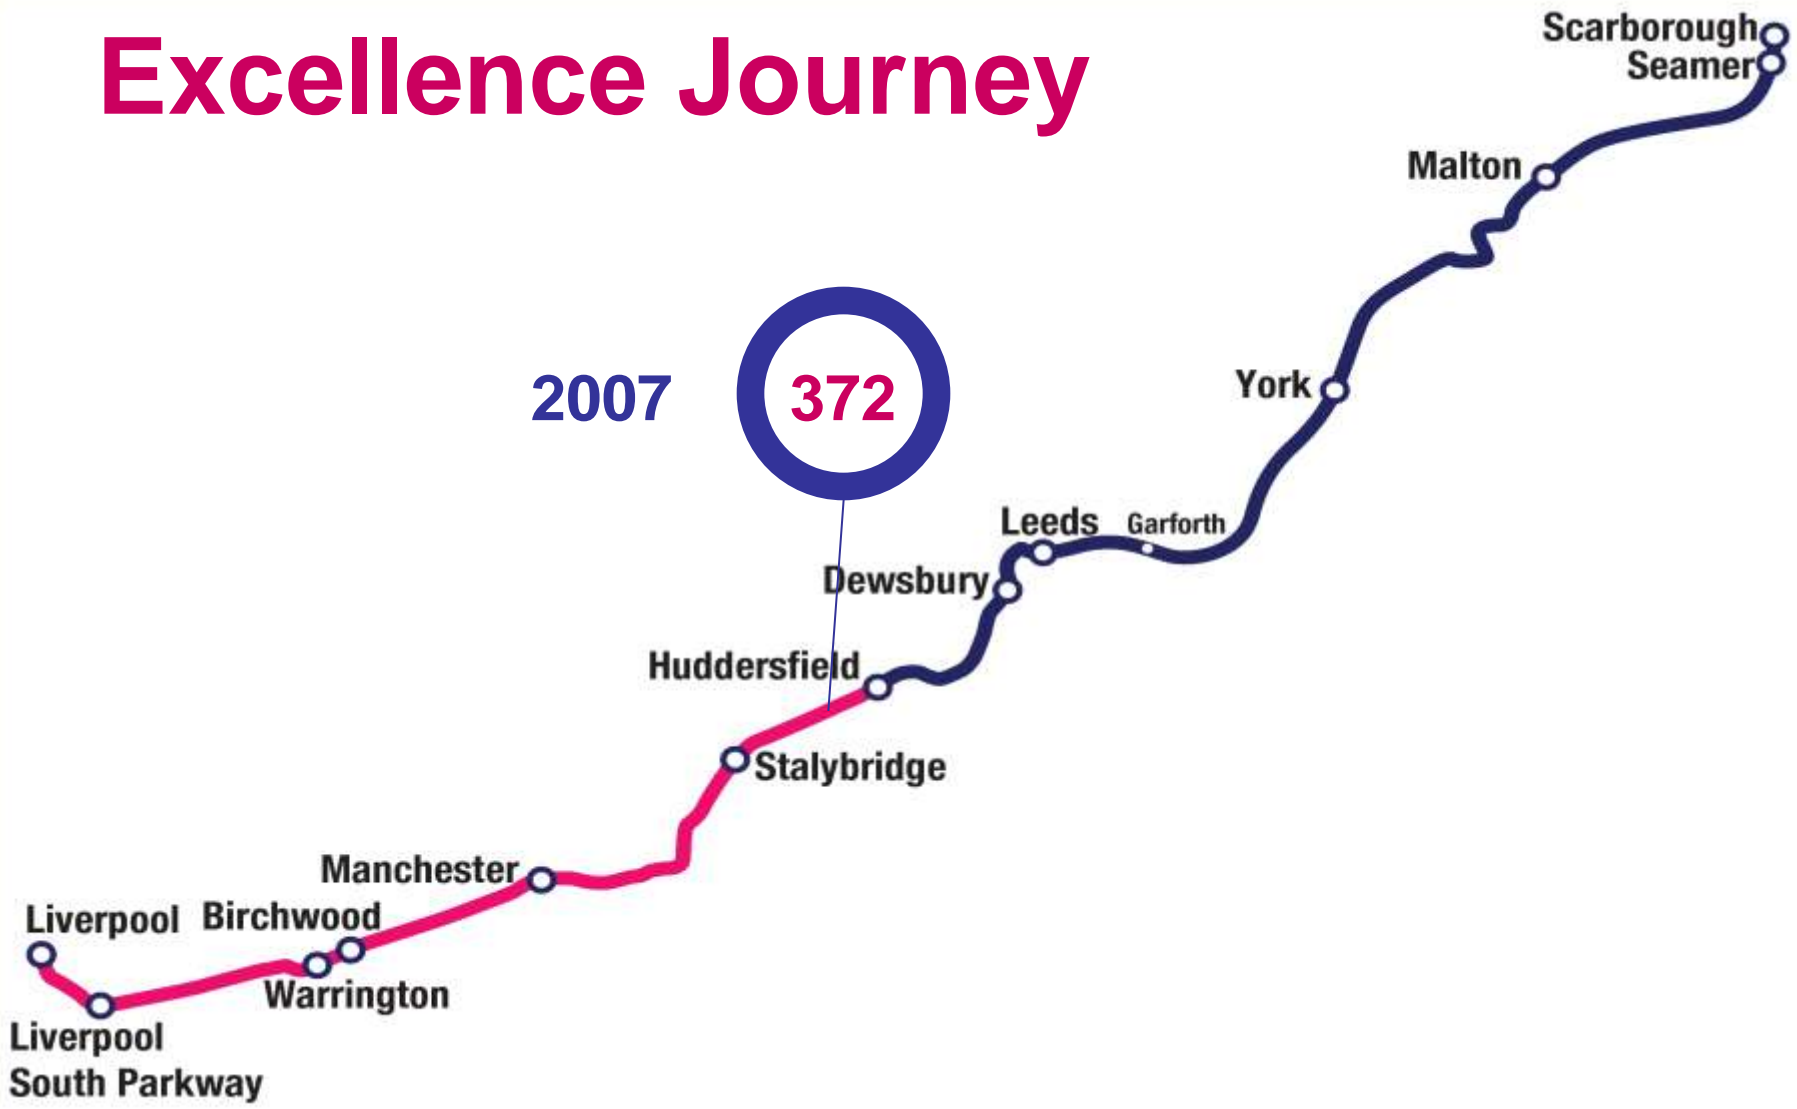 Excellence Journey
Scarborough
Seamer
Malton
2007
372
York
Leeds
Garforth
Dewsbury
Huddersfield
Stalybridge
Manchester
Liverpool
Birchwood
Warrington
Liverpool
South Parkway